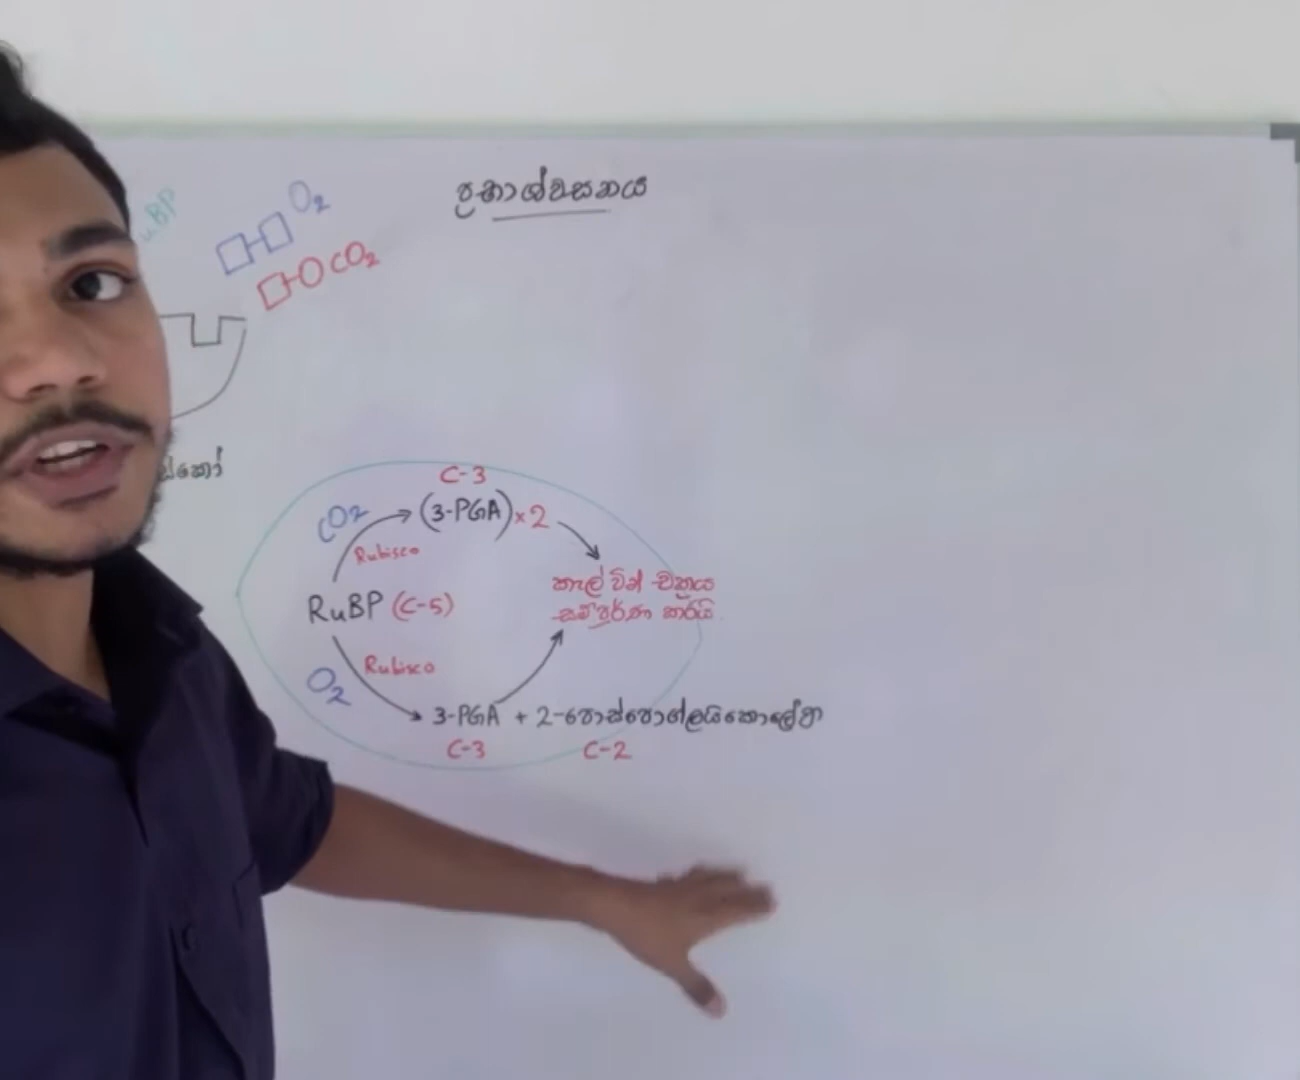 ප්‍රභාශ්වසනය
uBP
O2
CO2
C-3
CO2
(3-PGA)×2
Rubisco
කැල්වින් චක්‍රය
සම්පූර්ණ කරයි
RuBP (C-5)
Rubisco
O2
3-PGA + 2-පොස්පොග්ලයිකොලේට්
C-3
C-2